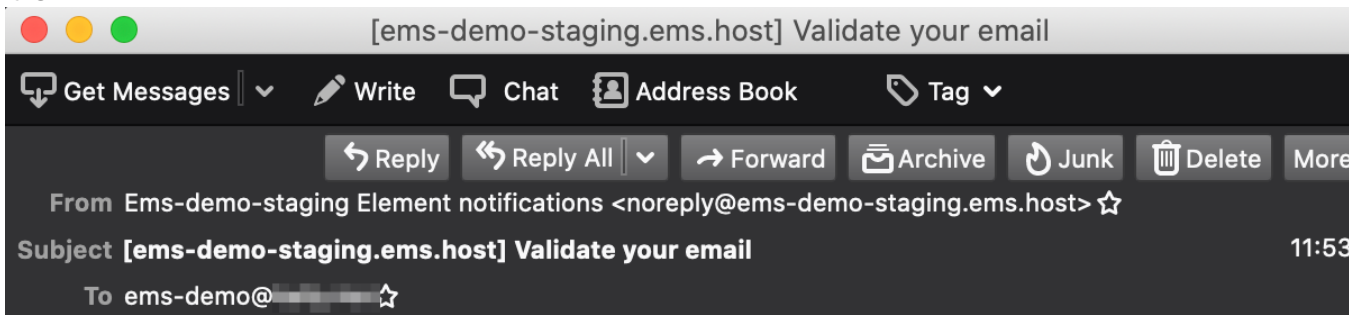 [ems-demo-staging.ems.host] Validate your email
Get Messages Write Chat Address Book Tag
Reply Reply All Forward Archive Junk Delete More
From Ems-demo-staging Element notifications <noreply@ems-demo-staging.ems.host>
Subject [ems-demo-staging.ems.host] Validate your email 11:53
To ems-demo@